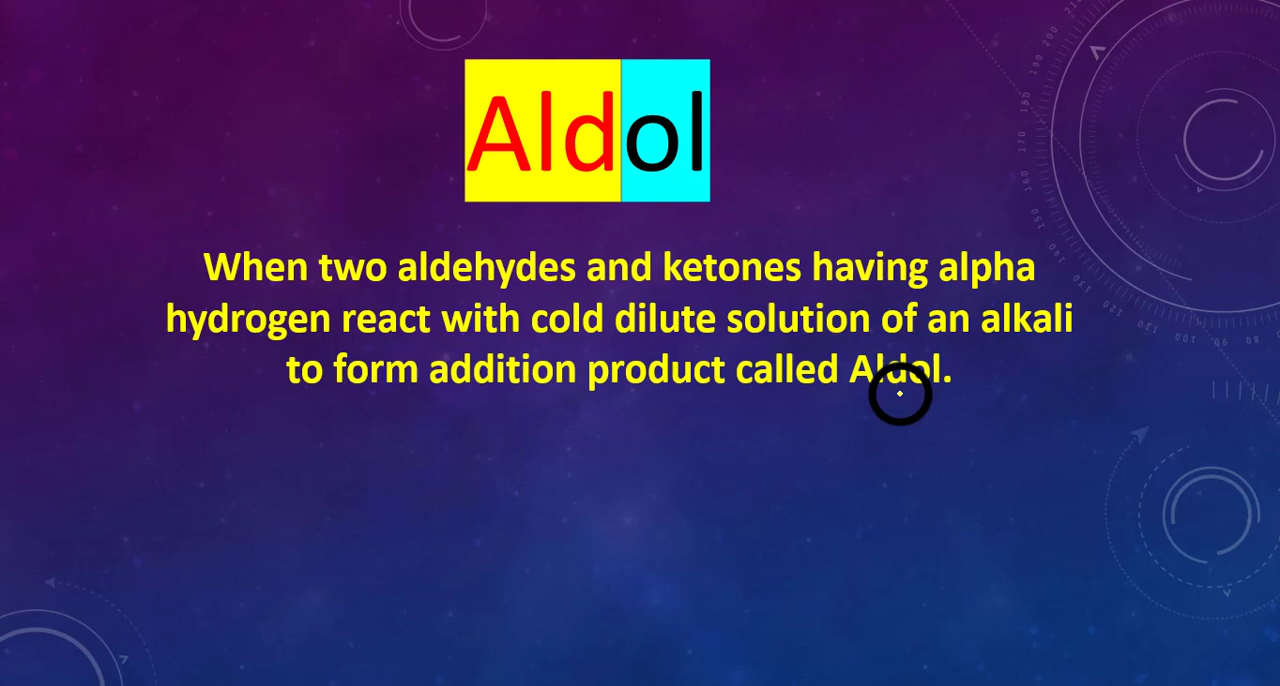 Aldol
When two aldehydes and ketones having alpha
hydrogen react with cold dilute solution of an alkali
to form addition product called Aldol.